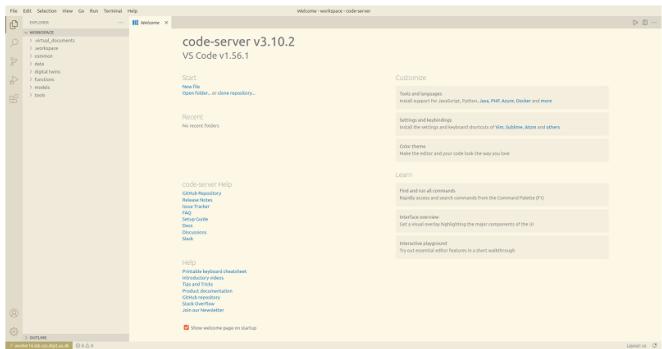 File Edit Selection View Go Run Terminal Help
Welcome - workspace - code-server
EXPLORER
Welcome
WORKSPACE
.virtual_documents
.workspace
common
data
digital twins
functions
models
tools
OUTLINE
code-server v3.10.2
VS Code v1.56.1
Start
New file
Open folder... or clone repository...
Recent
No recent folders
code-server Help
GitHub Repository
Release Notes
Issue Tracker
FAQ
Setup Guide
Docs
Discussions
Slack
Help
Printable keyboard cheatsheet
Introductory videos
Tips and Tricks
Product documentation
GitHub repository
Stack Overflow
Join our Newsletter
Show welcome page on startup
Customize
Tools and languages
Install support for JavaScript, Python, Java, PHP, Azure, Docker and more
Settings and keybindings
Install the settings and keyboard shortcuts of Vim, Sublime, Atom and others
Color theme
Make the editor and your code look the way you love
Learn
Find and run all commands
Rapidly access and search commands from the Command Palette (F1)
Interface overview
Get a visual overlay highlighting the major components of the UI
Interactive playground
Try out essential editor features in a short walkthrough
0 0
Layout: us